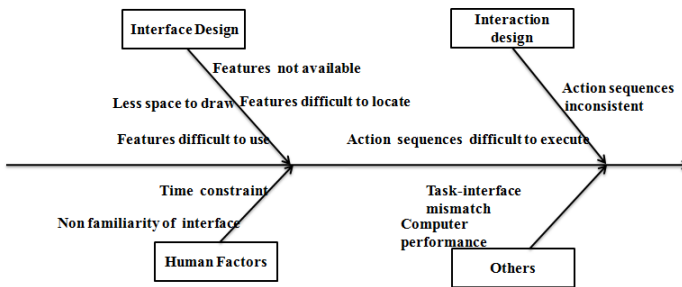 Interface Design
Interaction
design
Features not available
Less space to draw
Features difficult to locate
Action sequences
inconsistent
Features difficult to use
Action sequences difficult to execute
Time constraint
Task-interface
mismatch
Non familiarity of interface
Computer
performance
Human Factors
Others